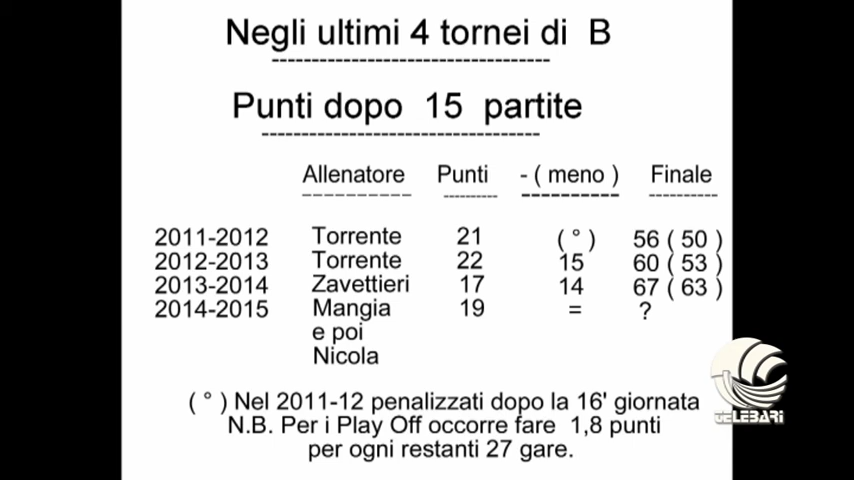 Negli ultimi 4 tornei di B
Punti dopo 15 partite
Allenatore Punti - ( meno ) Finale
2011-2012 Torrente 21 ( ° ) 56 ( 50 )
2012-2013 Torrente 22 15 60 ( 53 )
2013-2014 Zavettieri 17 14 67 ( 63 )
2014-2015 Mangia 19 = ?
e poi
Nicola
( ° ) Nel 2011-12 penalizzati dopo la 16' giornata
N.B. Per i Play Off occorre fare 1,8 punti
per ogni restanti 27 gare.
TELEBARI